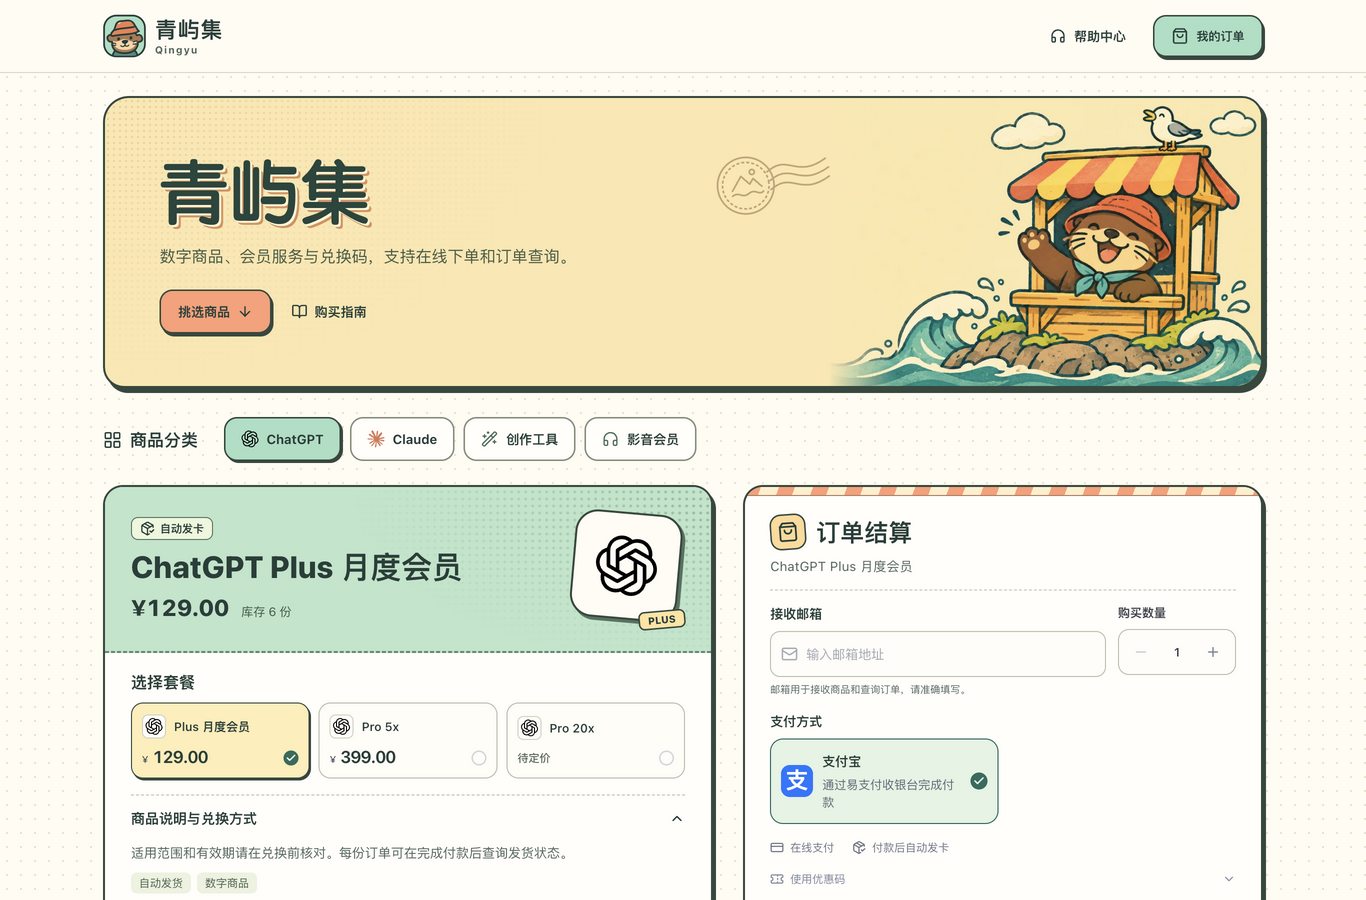 青屿集
Qingyu
帮助中心
我的订单
青屿集
数字商品、会员服务与兑换码，支持在线下单和订单查询。
挑选商品
购买指南
商品分类
ChatGPT
Claude
创作工具
影音会员
自动发卡
ChatGPT Plus 月度会员
¥129.00 库存 6 份
PLUS
选择套餐
Plus 月度会员
¥ 129.00
Pro 5x
¥ 399.00
Pro 20x
待定价
商品说明与兑换方式
适用范围和有效期请在兑换前核对。每份订单可在完成付款后查询发货状态。
自动发货
数字商品
订单结算
ChatGPT Plus 月度会员
接收邮箱
购买数量
输入邮箱地址
− 1 +
邮箱用于接收商品和查询订单，请准确填写。
支付方式
支
支付宝
通过易支付收银台完成付
款
在线支付
付款后自动发卡
使用优惠码